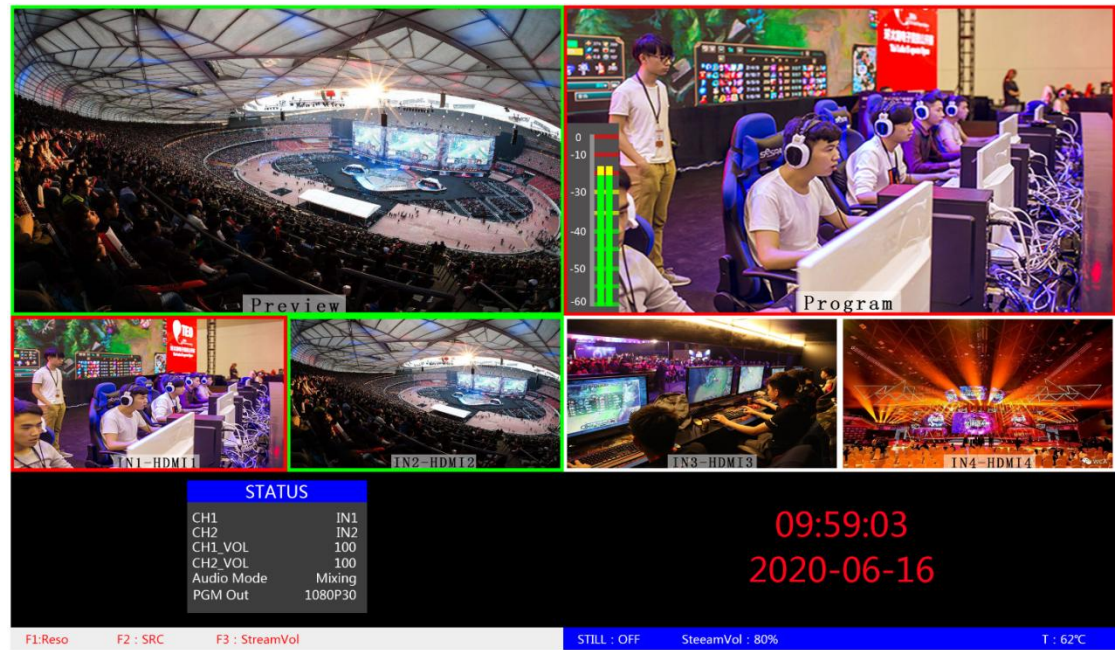 0
-10
-30
-40
-50
-60
Preview
Program
TED
IN1-HDMI1
IN2-HDMI2
IN3-HDMI3
IN4-HDMI4
STATUS
CH1 IN1
CH2 IN2
CH1_VOL 100
CH2_VOL 100
Audio Mode Mixing
PGM Out 1080P30
09:59:03
2020-06-16
F1:Reso F2 : SRC F3 : StreamVol
STILL : OFF SteeamVol : 80% T : 62℃